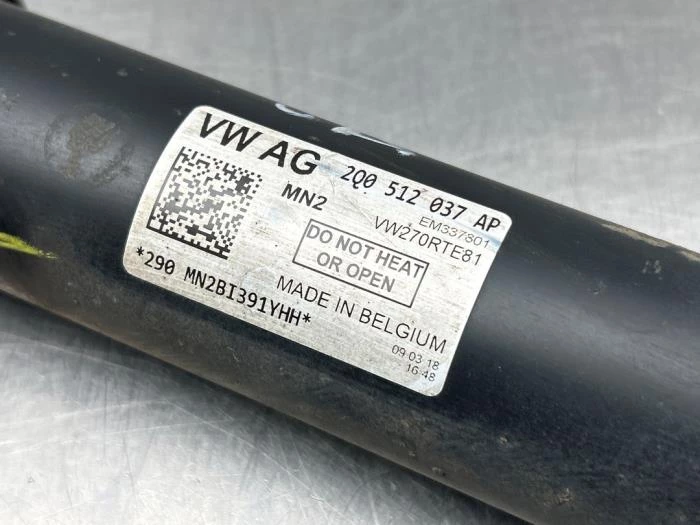 VW AG 2Q0 512 037 AP
MN2 EM337801
VW270RTE81
DO NOT HEAT
OR OPEN
*290 MN2BI391YHH*
MADE IN BELGIUM
09 03 18
16:48